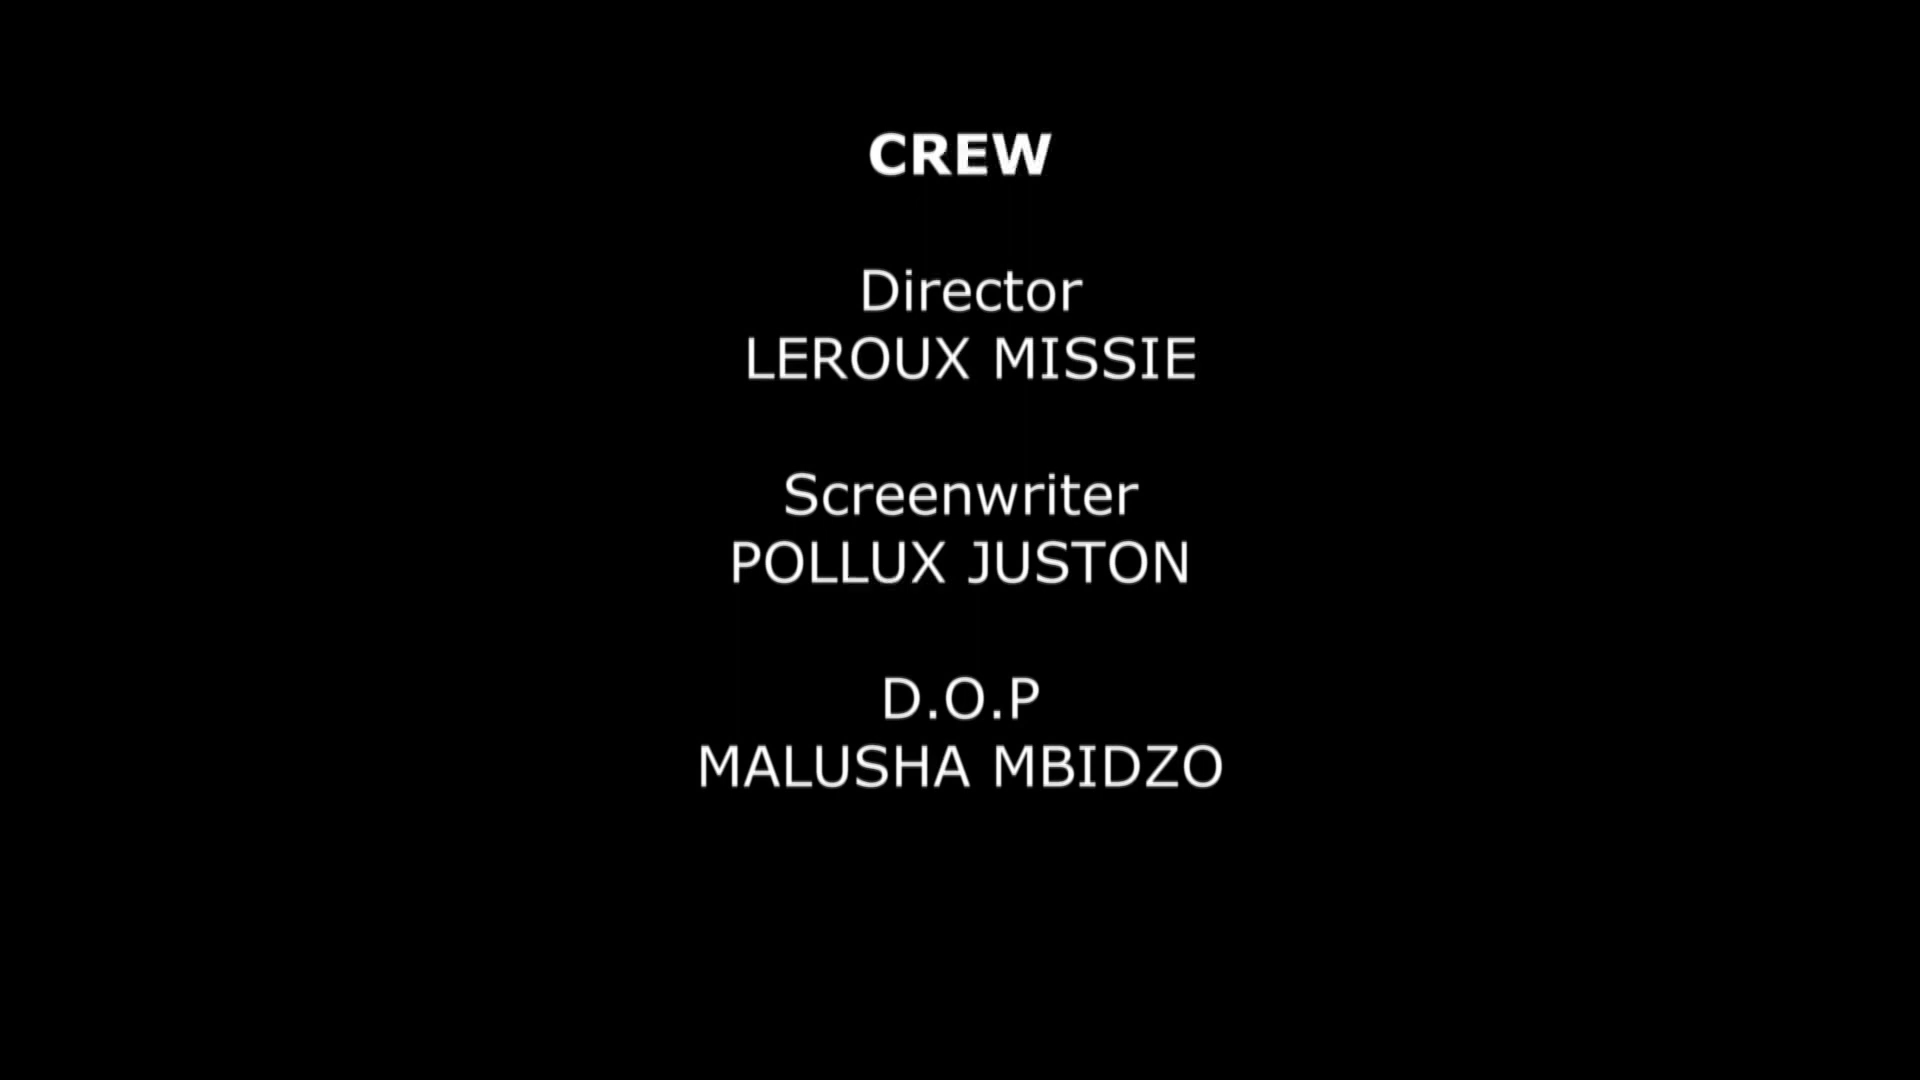 CREW
Director
LEROUX MISSIE
Screenwriter
POLLUX JUSTON
D.O.P
MALUSHA MBIDZO